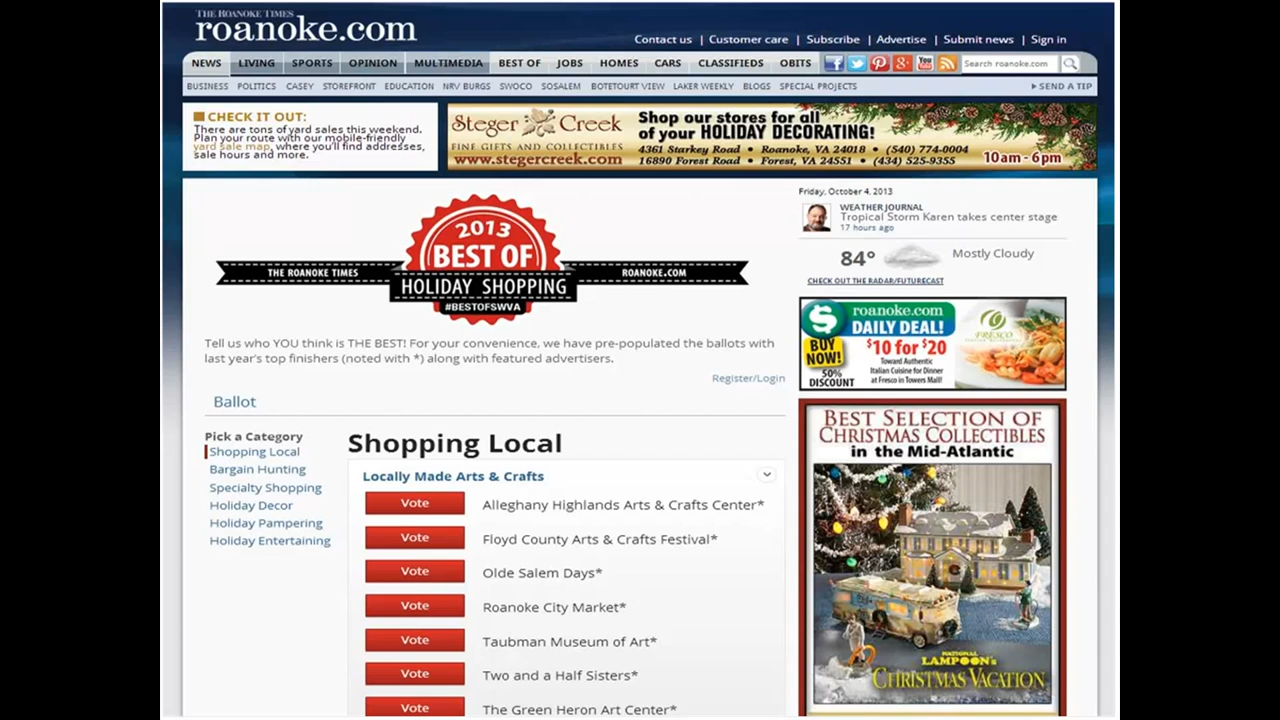 THE ROANOKE TIMES
roanoke.com
Contact us | Customer care | Subscribe | Advertise | Submit news | Sign in
NEWS LIVING SPORTS OPINION MULTIMEDIA BEST OF JOBS HOMES CARS CLASSIFIEDS OBITS Search roanoke.com
BUSINESS POLITICS CASEY STOREFRONT EDUCATION NRV BURGS SWOCO SOSALEM BOTETOURT VIEW LAKER WEEKLY BLOGS SPECIAL PROJECTS SEND A TIP
CHECK IT OUT:
There are tons of yard sales this weekend.
Plan your route with our mobile-friendly
yard sale map, where you'll find addresses,
sale hours and more.
Steger Creek
FINE GIFTS AND COLLECTIBLES
www.stegercreek.com
Shop our stores for all
of your HOLIDAY DECORATING!
4361 Starkey Road • Roanoke, VA 24018 • (540) 774-0004
16890 Forest Road • Forest, VA 24551 • (434) 525-9355
10am - 6pm
2013
BEST OF
THE ROANOKE TIMES
HOLIDAY SHOPPING
ROANOKE.COM
#BESTOFSWVA
Tell us who YOU think is THE BEST! For your convenience, we have pre-populated the ballots with
last year's top finishers (noted with *) along with featured advertisers.
Register/Login
Ballot
Pick a Category
Shopping Local
Bargain Hunting
Specialty Shopping
Holiday Decor
Holiday Pampering
Holiday Entertaining
Shopping Local
Locally Made Arts & Crafts
Vote Alleghany Highlands Arts & Crafts Center*
Vote Floyd County Arts & Crafts Festival*
Vote Olde Salem Days*
Vote Roanoke City Market*
Vote Taubman Museum of Art*
Vote Two and a Half Sisters*
Vote The Green Heron Art Center*
Friday, October 4, 2013
WEATHER JOURNAL
Tropical Storm Karen takes center stage
17 hours ago
84° Mostly Cloudy
CHECK OUT THE RADAR/FUTURECAST
$ roanoke.com
DAILY DEAL!
BUY
NOW!
$10 for $20
50%
DISCOUNT
Toward Authentic
Italian Cuisine for Dinner
at Fresco in Towers Mall!
FRESCO
BEST SELECTION OF
CHRISTMAS COLLECTIBLES
in the Mid-Atlantic
NATIONAL
LAMPOON'S
CHRISTMAS VACATION